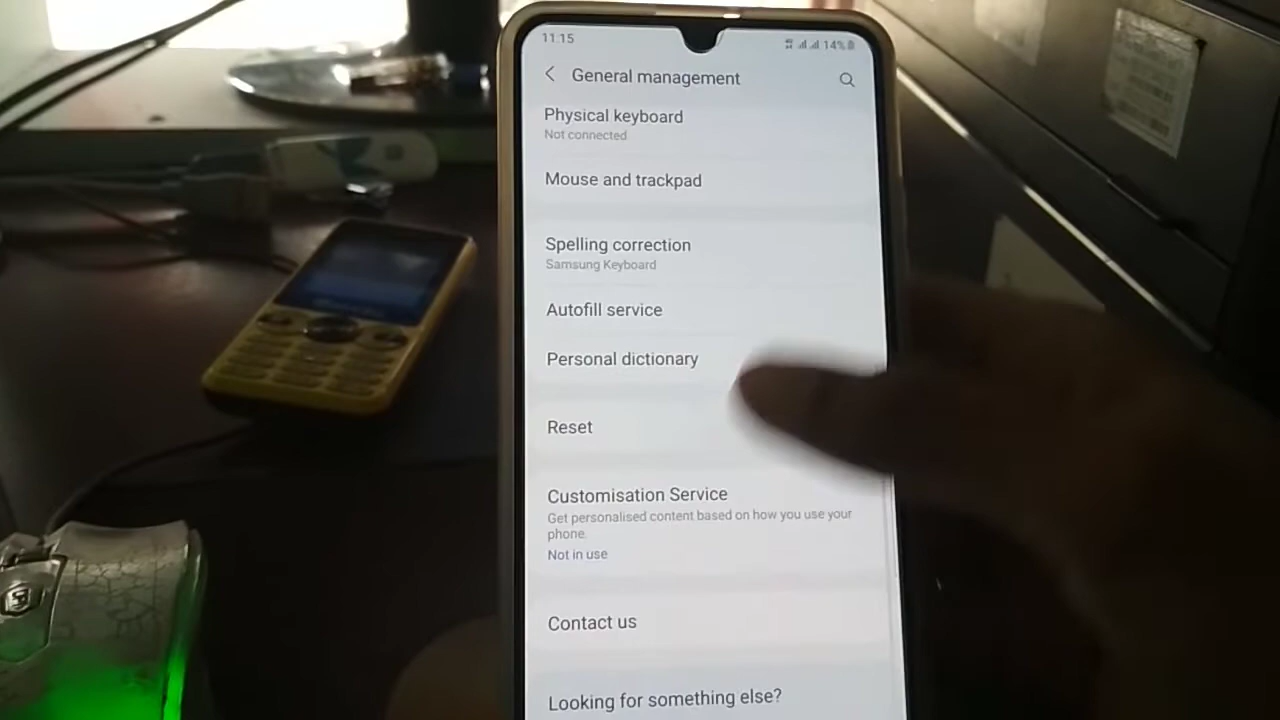 11.15
14%
General management
Physical keyboard
Not connected
Mouse and trackpad
Spelling correction
Samsung Keyboard
Autofill service
Personal dictionary
Reset
Customisation Service
Get personalised content based on how you use your
phone
Not in use
Contact us
Looking for something else?